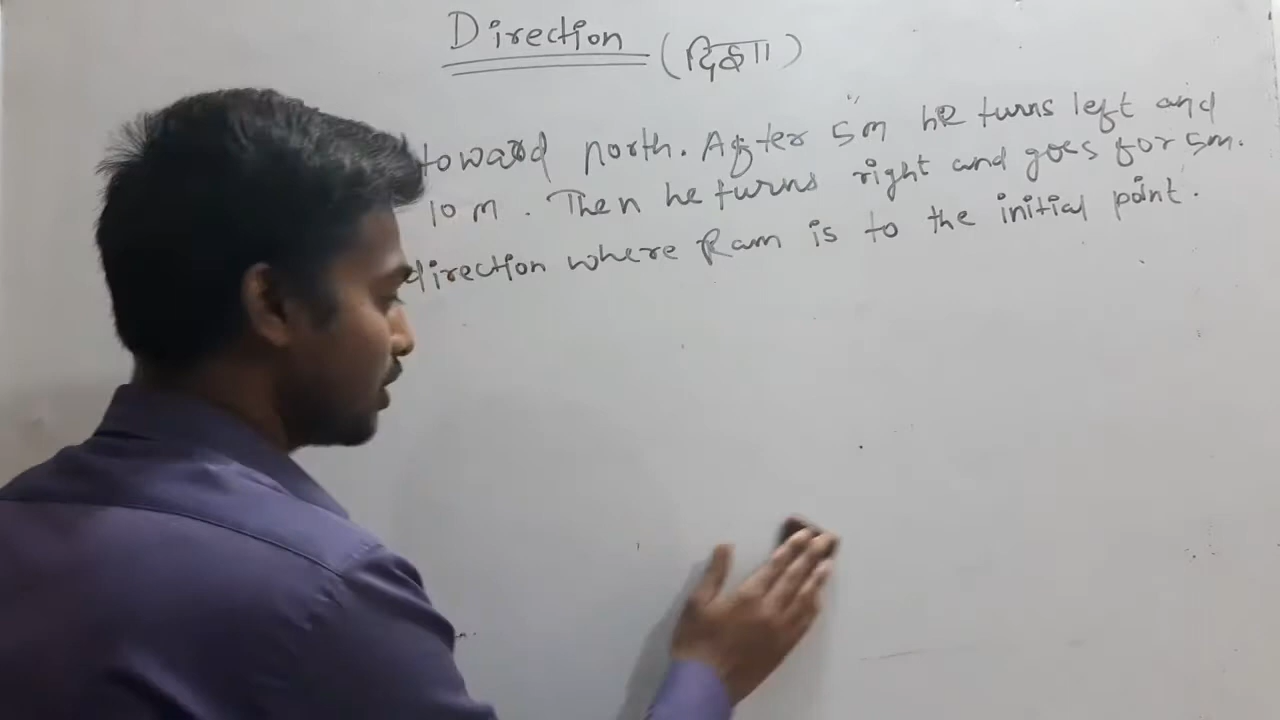 Direction (दिशा)
toward north. After 5m he turns left and
10 m. Then he turns right and goes for 5m.
direction where Ram is to the initial point.